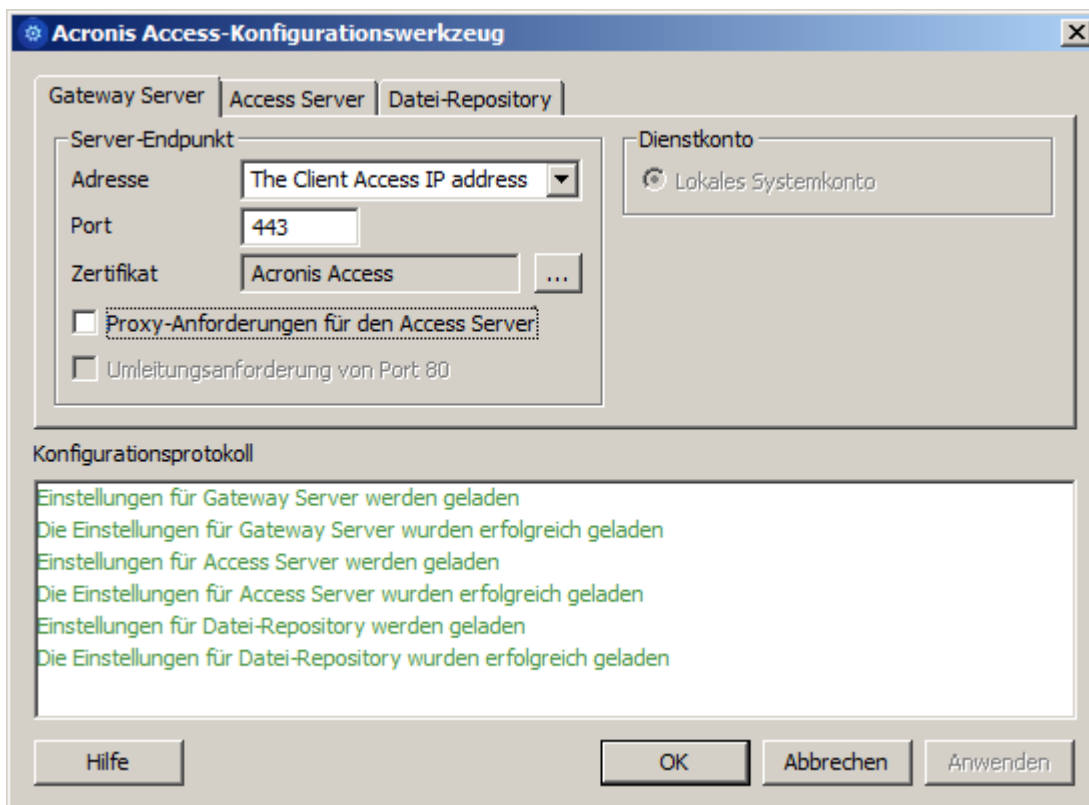 Acronis Access-Konfigurationswerkzeug
Gateway Server
Access Server
Datei-Repository
Server-Endpunkt
Adresse
The Client Access IP address
Port
443
Zertifikat
Acronis Access
...
Proxy-Anforderungen für den Access Server
Umleitungsanforderung von Port 80
Dienstkonto
Lokales Systemkonto
Konfigurationsprotokoll
Einstellungen für Gateway Server werden geladen
Die Einstellungen für Gateway Server wurden erfolgreich geladen
Einstellungen für Access Server werden geladen
Die Einstellungen für Access Server wurden erfolgreich geladen
Einstellungen für Datei-Repository werden geladen
Die Einstellungen für Datei-Repository wurden erfolgreich geladen
Hilfe
OK
Abbrechen
Anwenden